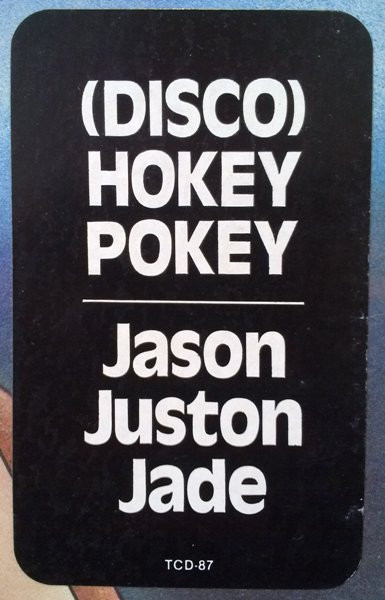 (DISCO)
HOKEY
POKEY
Jason
Juston
Jade
TCD-87